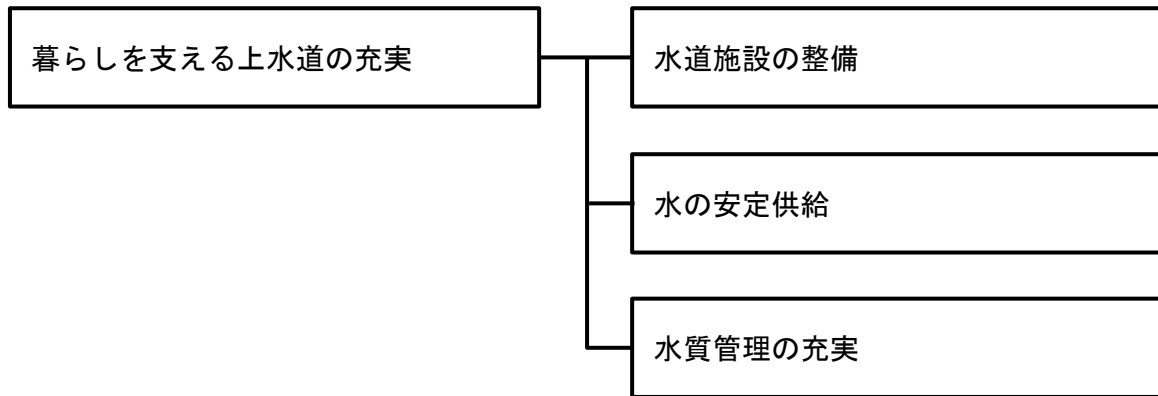 暮らしを支える上水道の充実
水道施設の整備
水の安定供給
水質管理の充実